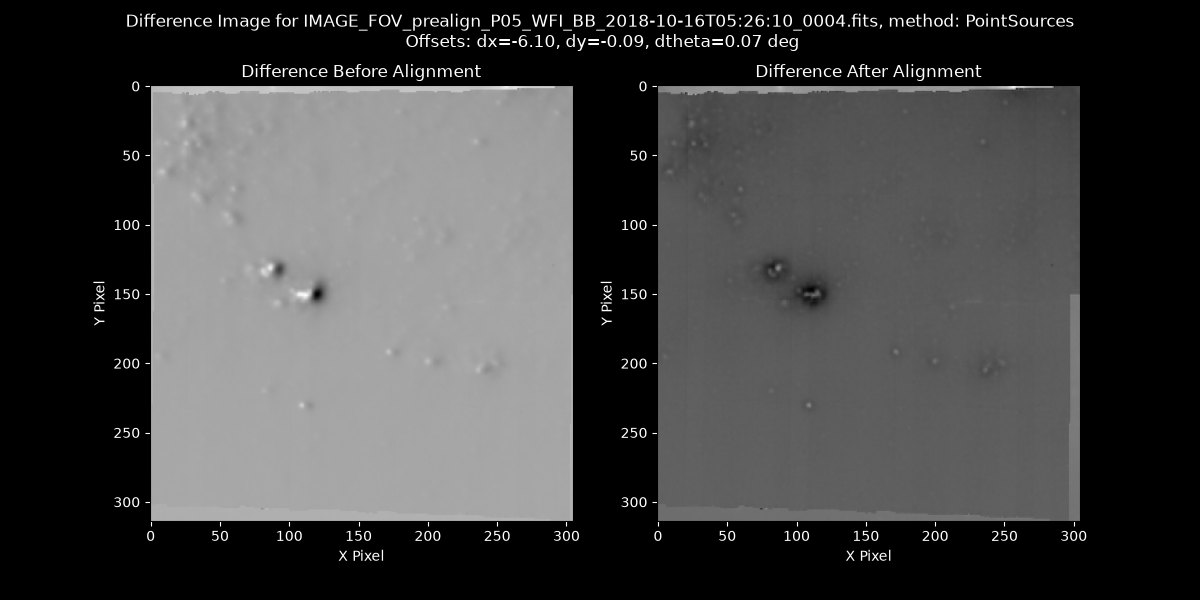 Difference Image for IMAGE_FOV_prealign_P05_WFI_BB_2018-10-16T05:26:10_0004.fits, method: PointSources
Offsets: dx=-6.10, dy=-0.09, dtheta=0.07 deg
Difference Before Alignment
0
50
100
150
200
250
300
Y Pixel
0 50 100 150 200 250 300
X Pixel
Difference After Alignment
0
50
100
150
200
250
300
Y Pixel
0 50 100 150 200 250 300
X Pixel